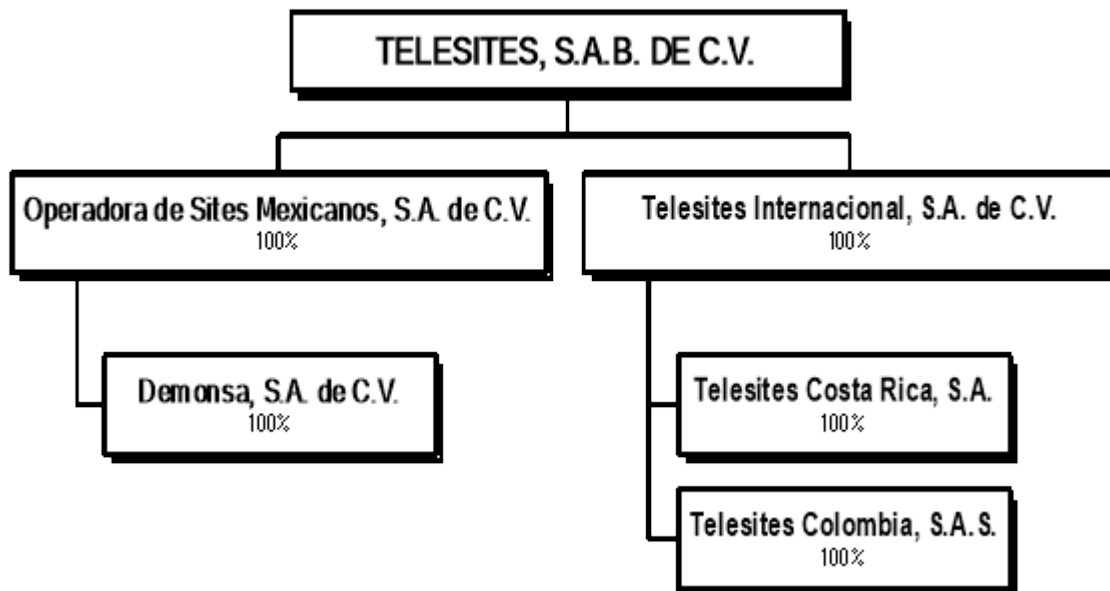 TELESITES, S.A.B. DE C.V.
Operadora de Sites Mexicanos, S.A. de C.V.
100%
Telesites Internacional, S.A. de C.V.
100%
Demonsa, S.A. de C.V.
100%
Telesites Costa Rica, S.A.
100%
Telesites Colombia, S.A.S.
100%